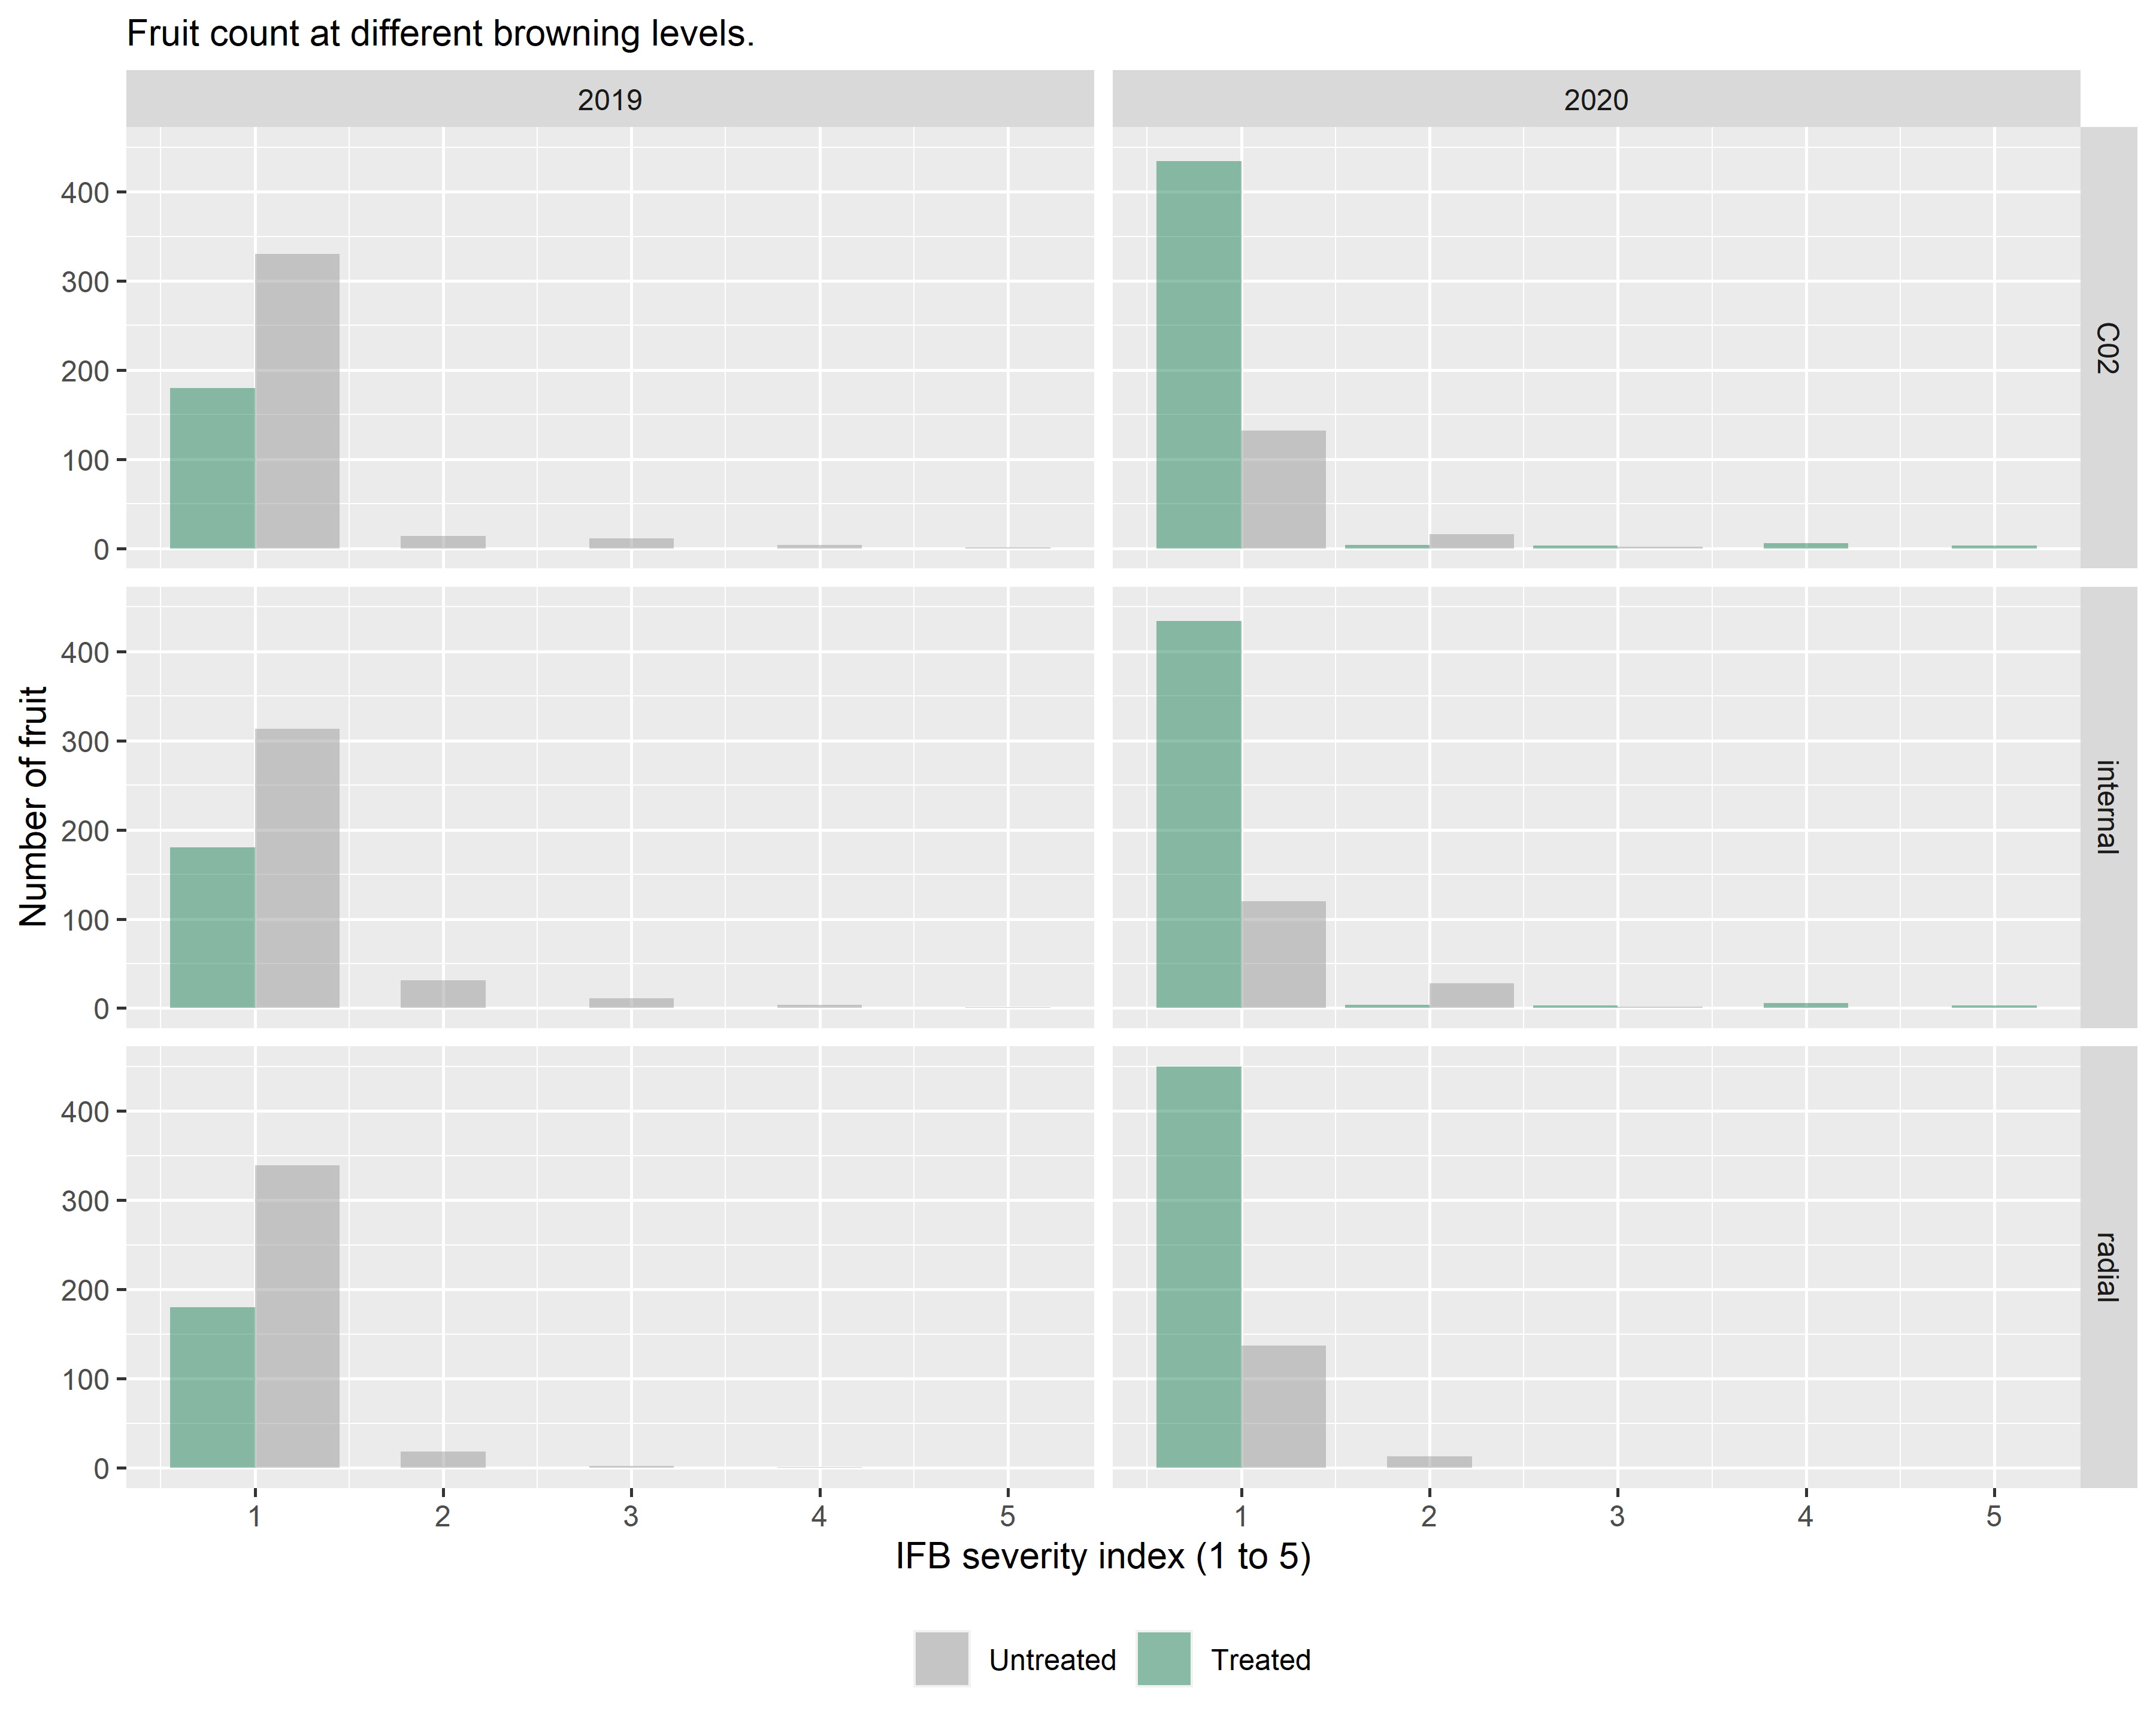 Fruit count at different browning levels.
2019 2020
400
300
200
100
0
C02
400
300
200
100
0
internal
400
300
200
100
0
radial
Number of fruit
1 2 3 4 5 1 2 3 4 5
IFB severity index (1 to 5)
Untreated Treated